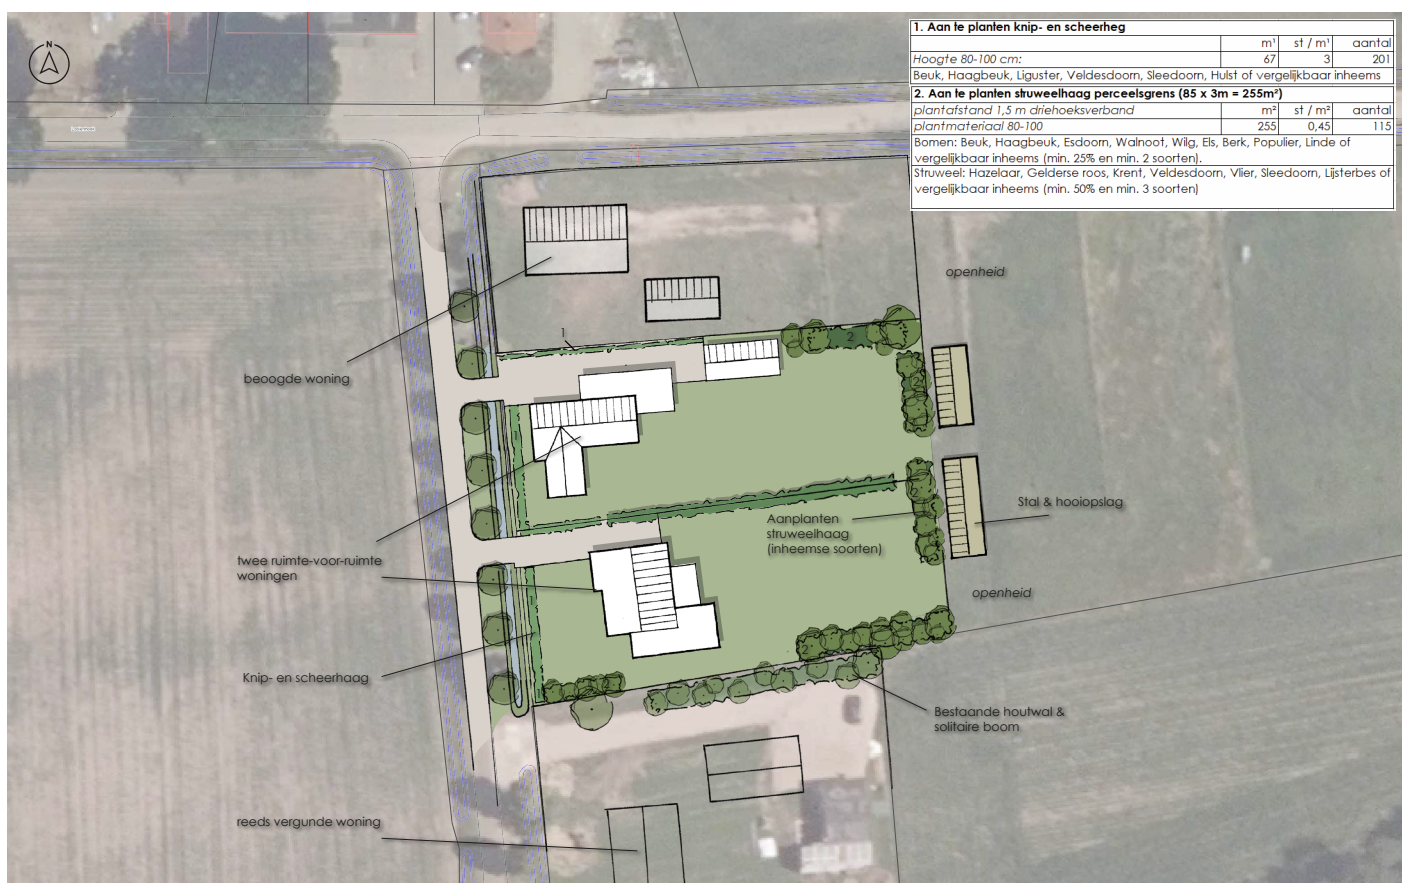 N
1. Aan te planten knip- en scheerheg
m¹ st / m¹ aantal
Hoogte 80-100 cm: 67 3 201
Beuk, Haagbeuk, Liguster, Veldesdoorn, Sleedoorn, Hulst of vergelijkbaar inheems
2. Aan te planten struweelhaag perceelsgrens (85 x 3m = 255m²)
plantafstand 1,5 m driehoeksverband m² st / m² aantal
plantmateriaal 80-100 255 0,45 115
Bomen: Beuk, Haagbeuk, Esdoorn, Walnoot, Wilg, Els, Berk, Populier, Linde of
vergelijkbaar inheems (min. 25% en min. 2 soorten).
Struweel: Hazelaar, Gelderse roos, Krent, Veldesdoorn, Vlier, Sleedoorn, Lijsterbes of
vergelijkbaar inheems (min. 50% en min. 3 soorten)
openheid
1
2
beoogde woning
2
1
2
Stal & hooiopslag
Aanplanten
struweelhaag
(inheemse soorten)
twee ruimte-voor-ruimte
woningen
openheid
1
2
Knip- en scheerhaag
Bestaande houtwal &
solitaire boom
reeds vergunde woning